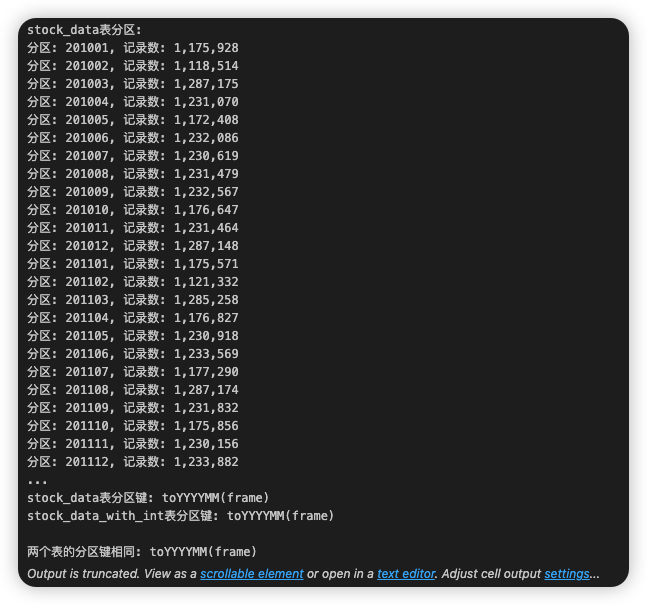 stock_data表分区:
分区: 201001, 记录数: 1,175,928
分区: 201002, 记录数: 1,118,514
分区: 201003, 记录数: 1,287,175
分区: 201004, 记录数: 1,231,070
分区: 201005, 记录数: 1,172,408
分区: 201006, 记录数: 1,232,086
分区: 201007, 记录数: 1,230,619
分区: 201008, 记录数: 1,231,479
分区: 201009, 记录数: 1,232,567
分区: 201010, 记录数: 1,176,647
分区: 201011, 记录数: 1,231,464
分区: 201012, 记录数: 1,287,148
分区: 201101, 记录数: 1,175,571
分区: 201102, 记录数: 1,121,332
分区: 201103, 记录数: 1,285,258
分区: 201104, 记录数: 1,176,827
分区: 201105, 记录数: 1,230,918
分区: 201106, 记录数: 1,233,569
分区: 201107, 记录数: 1,177,290
分区: 201108, 记录数: 1,287,174
分区: 201109, 记录数: 1,231,832
分区: 201110, 记录数: 1,175,856
分区: 201111, 记录数: 1,230,156
分区: 201112, 记录数: 1,233,882
...
stock_data表分区键: toYYYYMM(frame)
stock_data_with_int表分区键: toYYYYMM(frame)
两个表的分区键相同: toYYYYMM(frame)
Output is truncated. View as a scrollable element or open in a text editor. Adjust cell output settings...